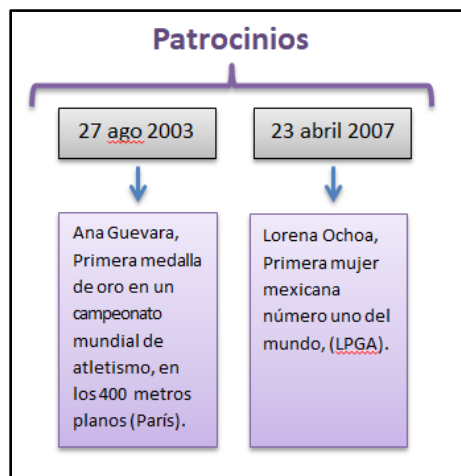 Patrocinios
27 ago 2003
23 abril 2007
Ana Guevara,
Primera medalla
de oro en un
campeonato
mundial de
atletismo, en
los 400 metros
planos (París).
Lorena Ochoa,
Primera mujer
mexicana
número uno del
mundo, (LPGA).